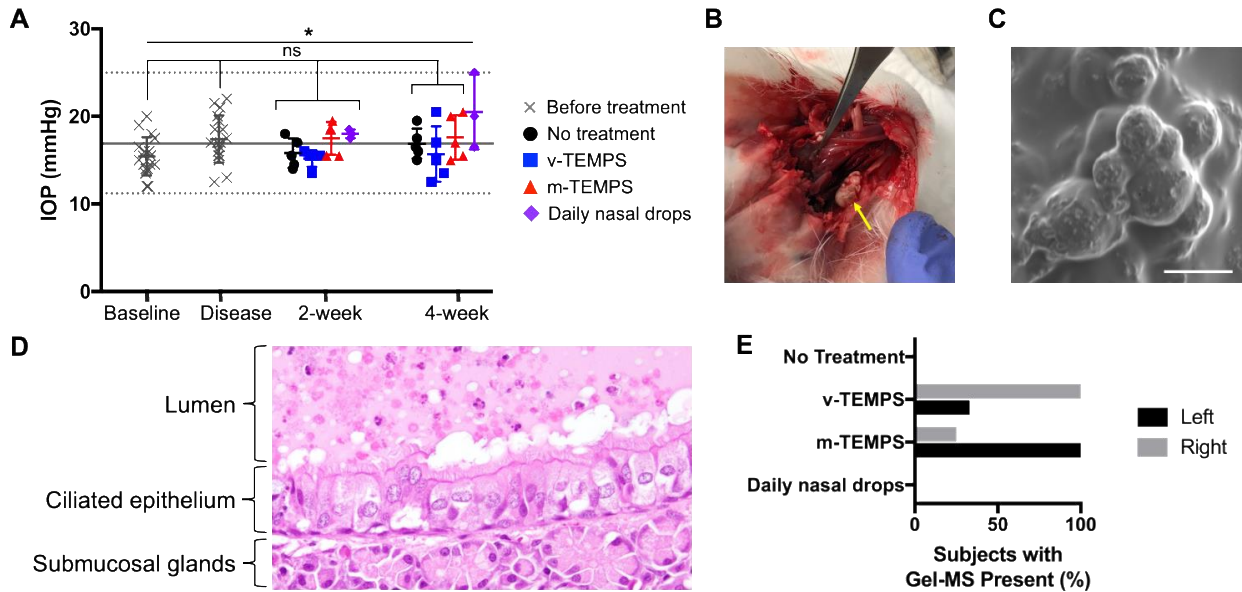 A
30
20
10
0
IOP (mmHg)
*
ns
Baseline
Disease
2-week
4-week
Before treatment
No treatment
v-TEMPS
m-TEMPS
Daily nasal drops
B
C
D
Lumen
Ciliated epithelium
Submucosal glands
E
No Treatment
v-TEMPS
m-TEMPS
Daily nasal drops
0
50
100
Subjects with
Gel-MS Present (%)
Left
Right